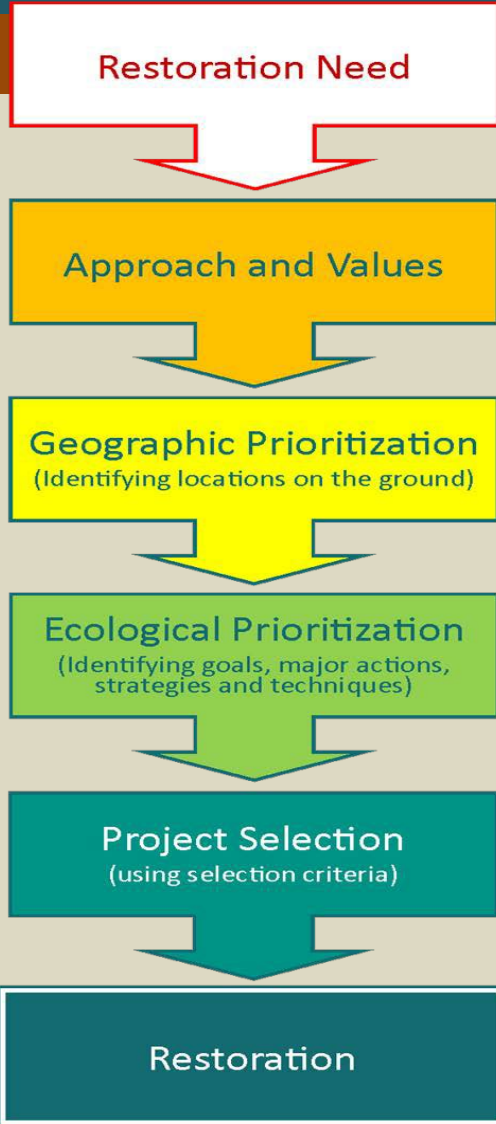 Restoration Need
Approach and Values
Geographic Prioritization
(Identifying locations on the ground)
Ecological Prioritization
(Identifying goals, major actions,
strategies and techniques)
Project Selection
(using selection criteria)
Restoration